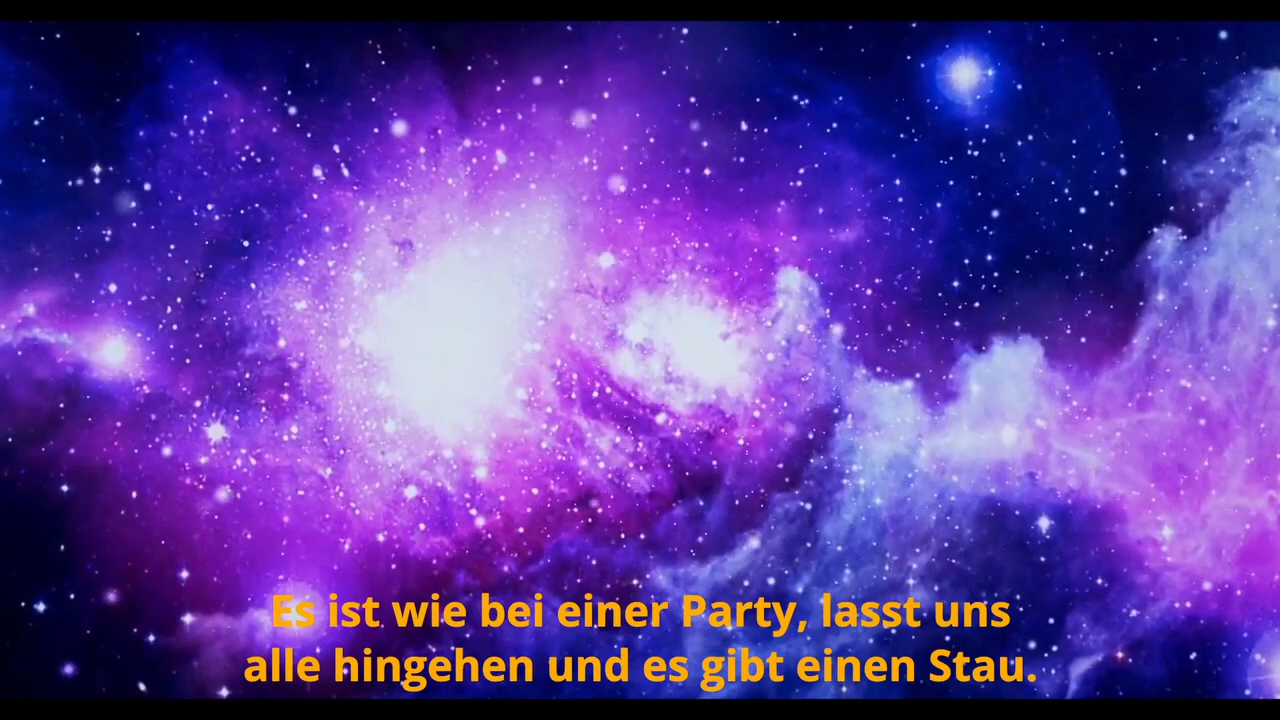 Es ist wie bei einer Party, lasst uns
alle hingehen und es gibt einen Stau.